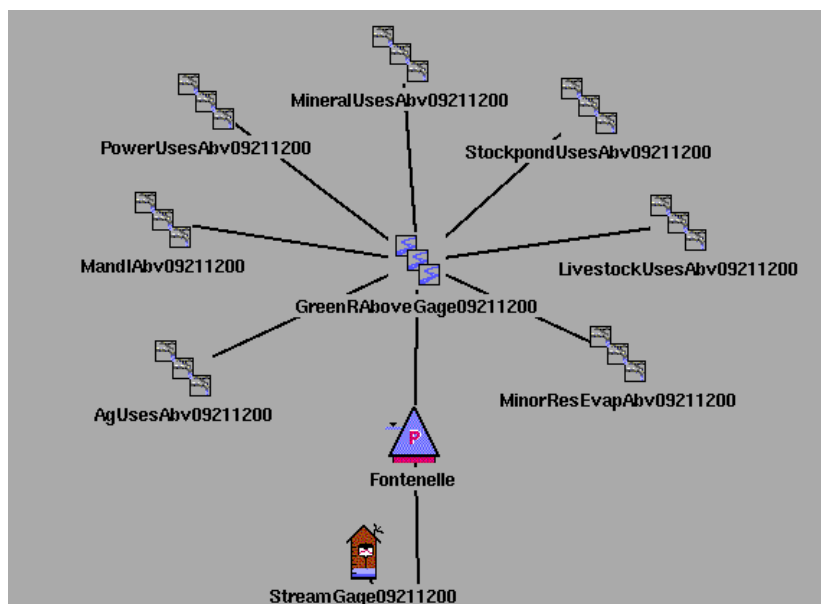 MineralUsesAbv09211200
PowerUsesAbv09211200
StockpondUsesAbv09211200
MandIAbv09211200
LivestockUsesAbv09211200
GreenRAboveGage09211200
MinorResEvapAbv09211200
AgUsesAbv09211200
P
Fontenelle
StreamGage09211200